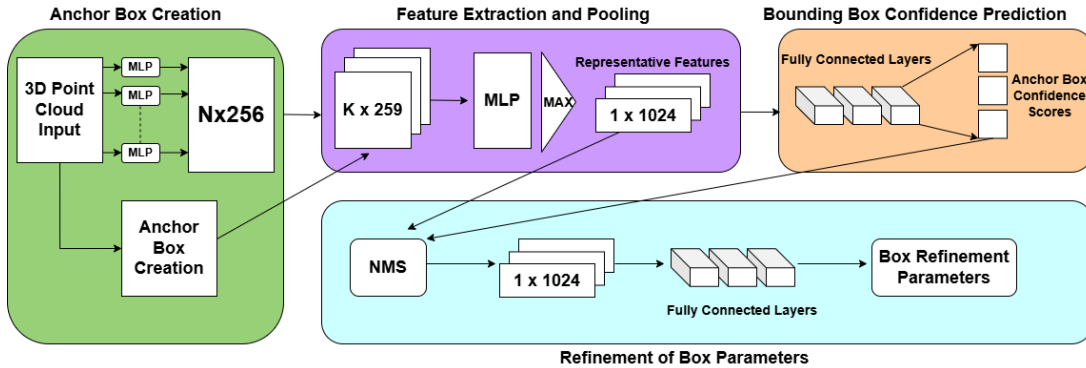 Anchor Box Creation
3D Point
Cloud
Input
MLP
MLP
MLP
Nx256
Anchor
Box
Creation
Feature Extraction and Pooling
K x 259
MLP
MAX
Representative Features
1 x 1024
Bounding Box Confidence Prediction
Fully Connected Layers
Anchor Box
Confidence
Scores
NMS
1 x 1024
Fully Connected Layers
Box Refinement
Parameters
Refinement of Box Parameters